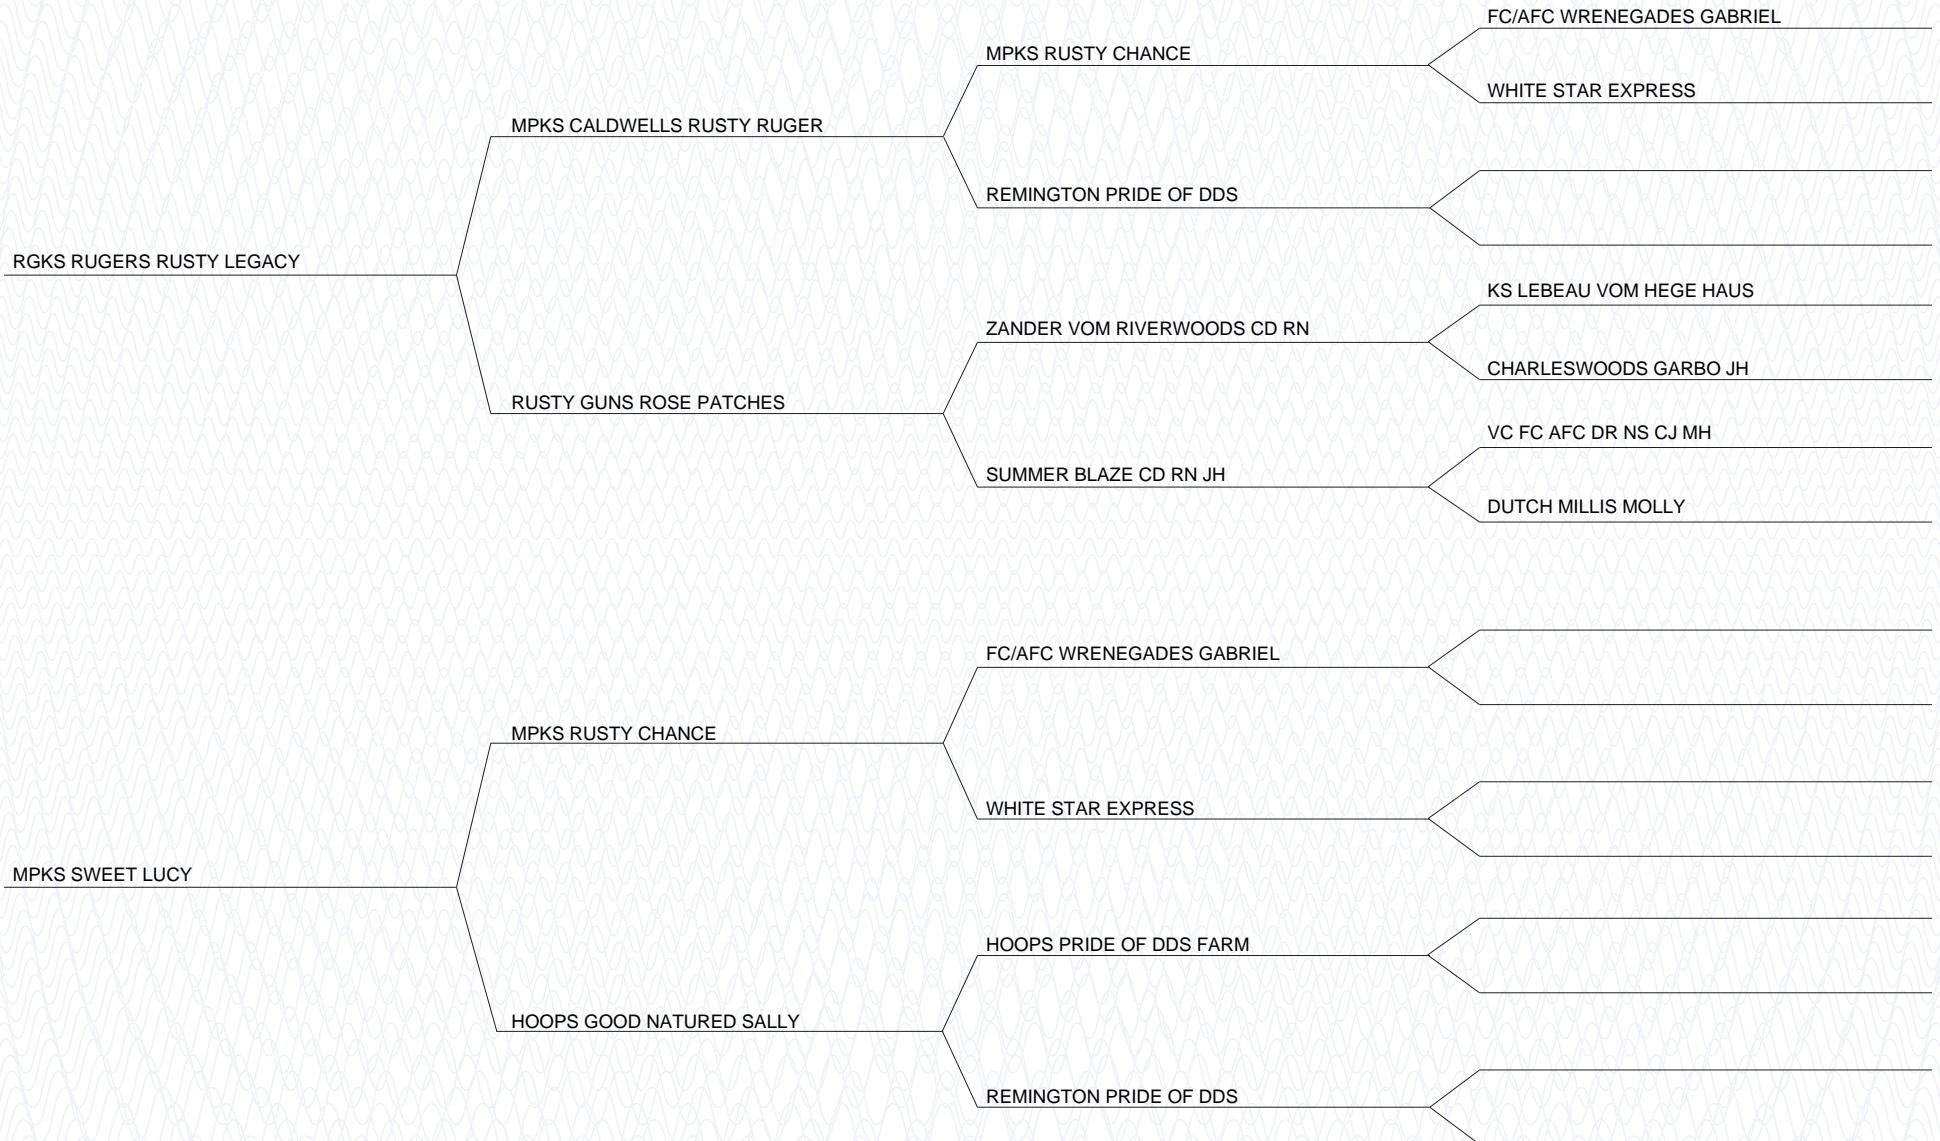 FC/AFC WRENEGADES GABRIEL
MPKS RUSTY CHANCE
WHITE STAR EXPRESS
MPKS CALDWELLS RUSTY RUGER
REMINGTON PRIDE OF DDS
RGKS RUGERS RUSTY LEGACY
KS LEBEAU VOM HEGE HAUS
ZANDER VOM RIVERWOODS CD RN
CHARLESWOODS GARBO JH
RUSTY GUNS ROSE PATCHES
VC FC AFC DR NS CJ MH
SUMMER BLAZE CD RN JH
DUTCH MILLIS MOLLY
FC/AFC WRENEGADES GABRIEL
MPKS RUSTY CHANCE
WHITE STAR EXPRESS
MPKS SWEET LUCY
HOOPS PRIDE OF DDS FARM
HOOPS GOOD NATURED SALLY
REMINGTON PRIDE OF DDS